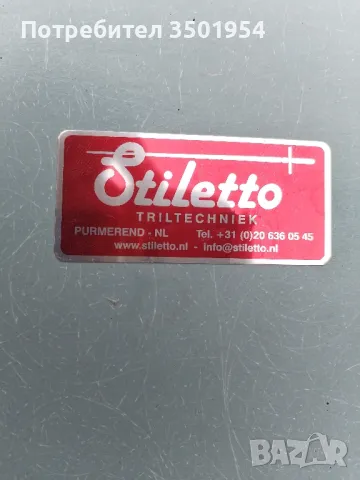 Потребител 3501954
Stiletto
TRILTECHNIEK
PURMEREND - NL Tel. +31 (0)20 636 05 45
www.stiletto.nl - info@stiletto.nl
BAZAR